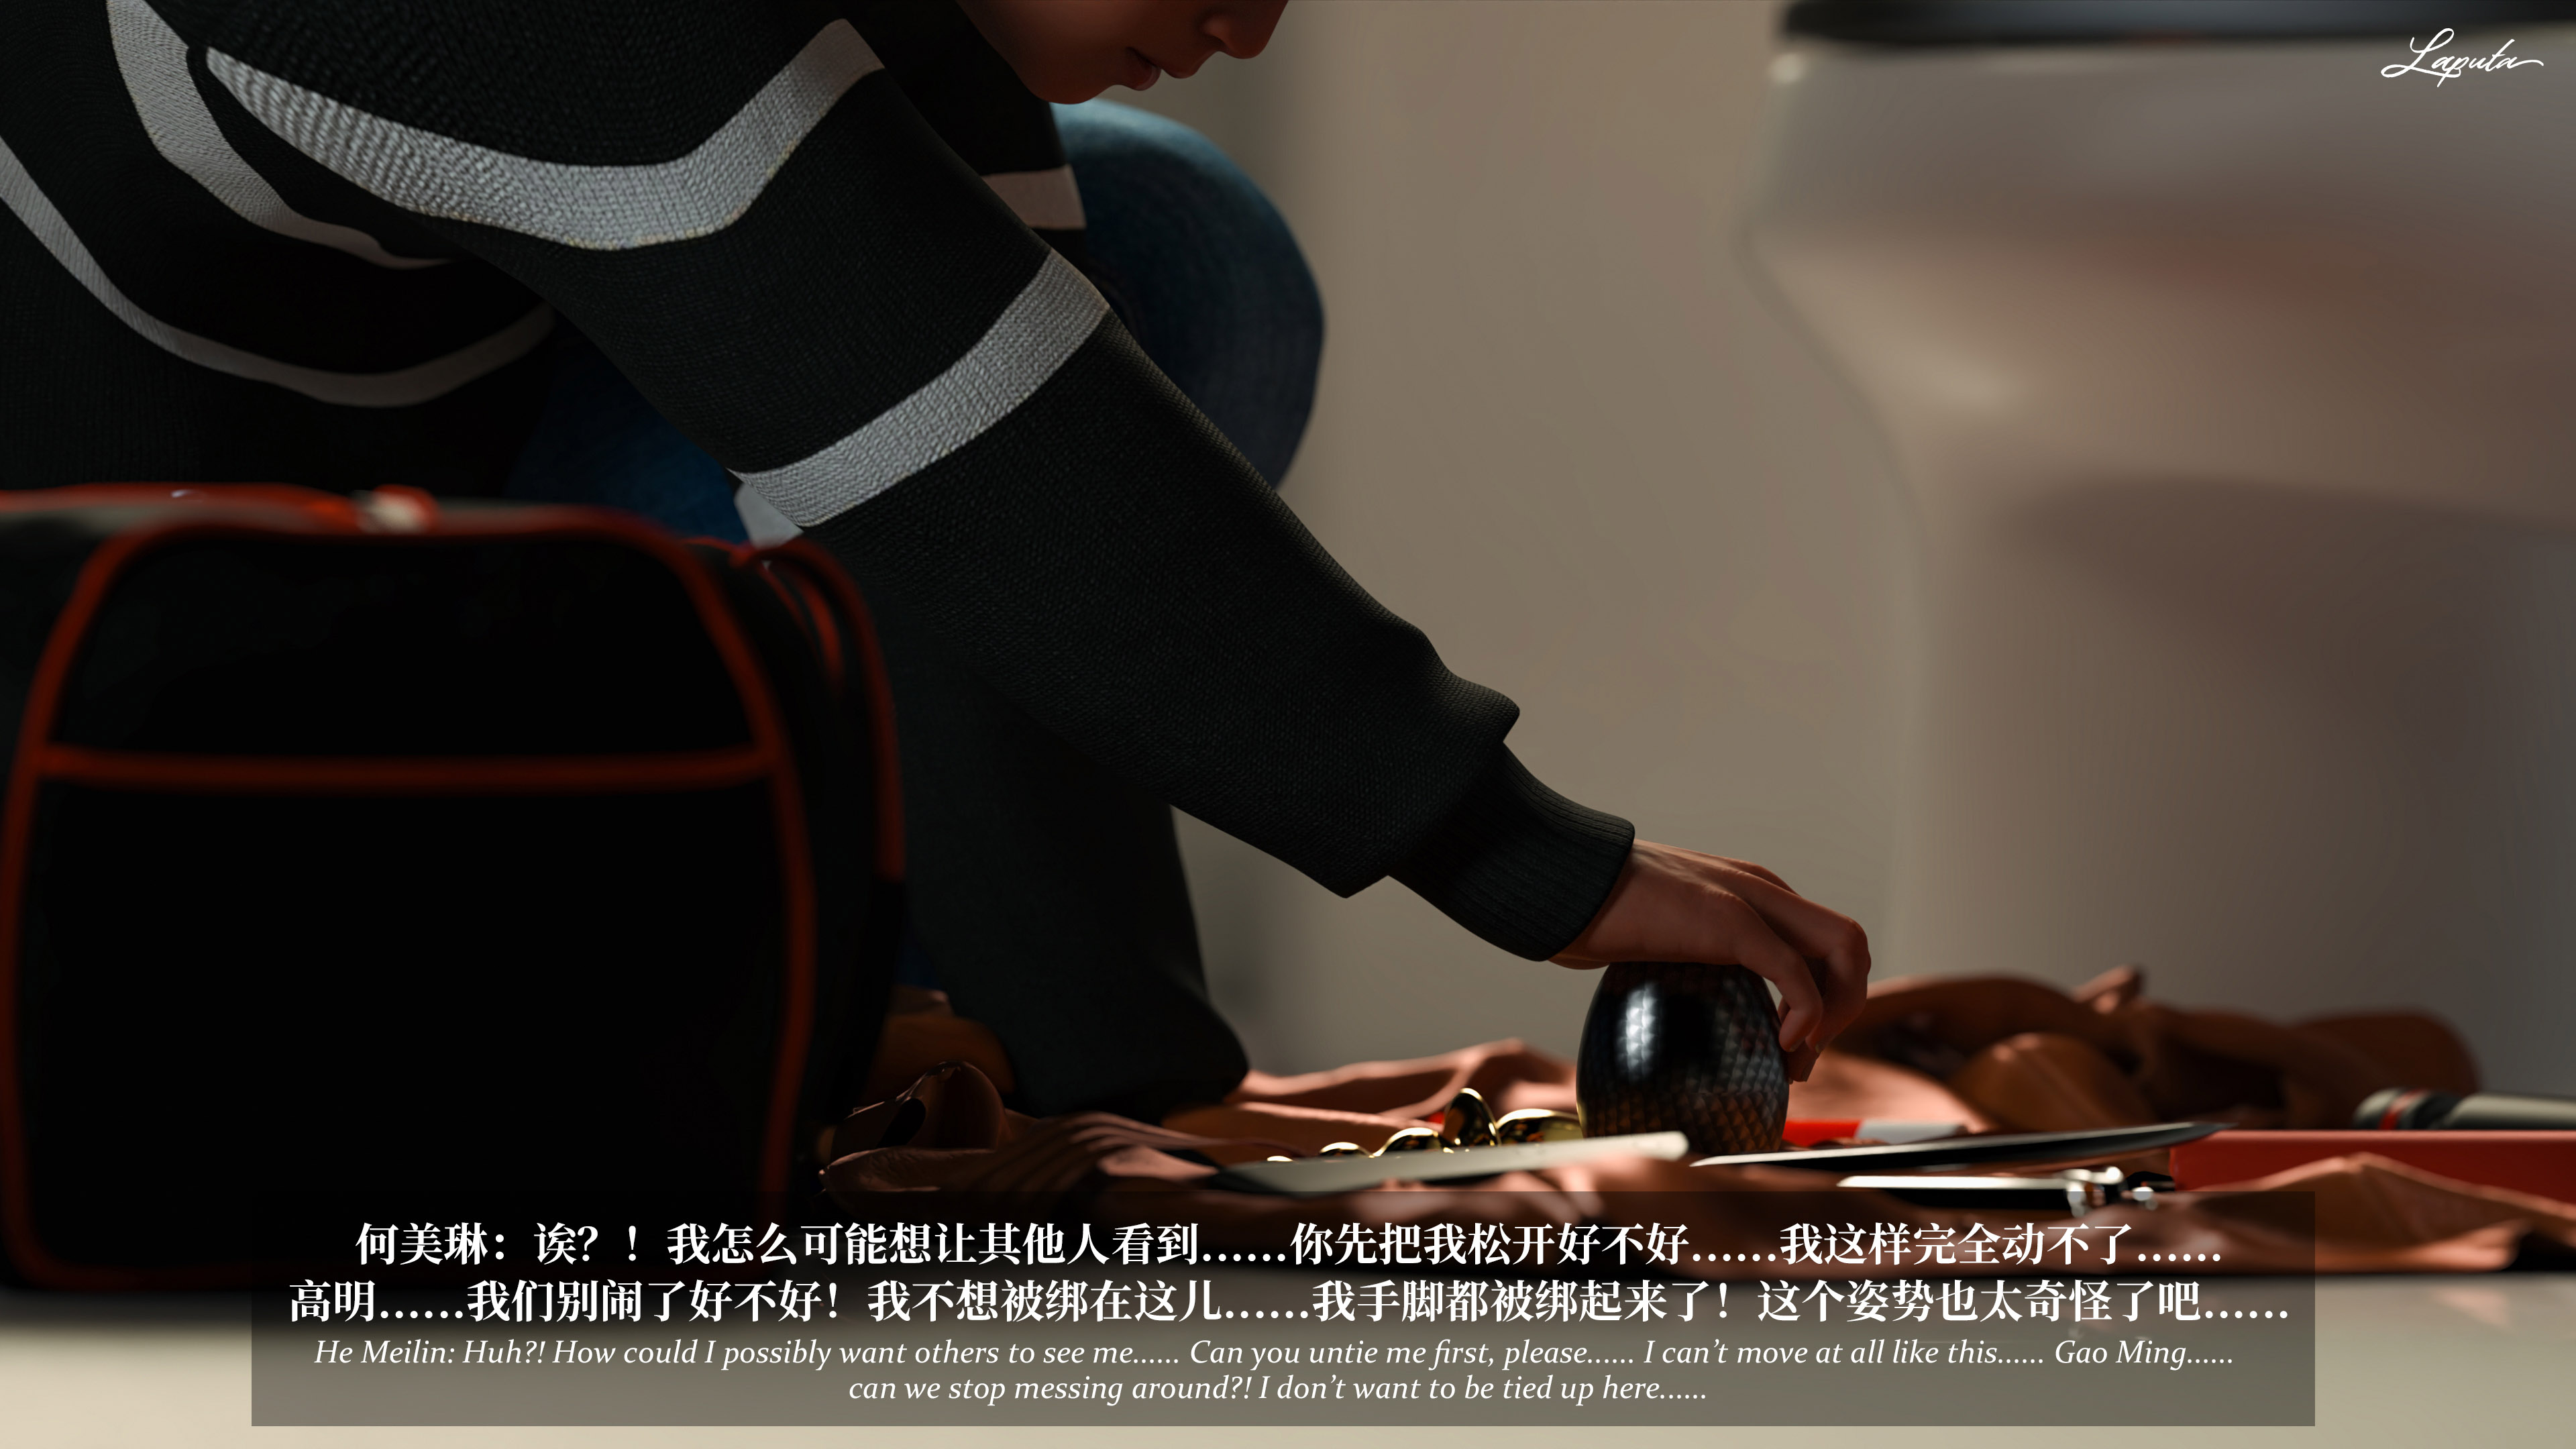 Laputa
何美琳：诶？！我怎么可能想让其他人看到……你先把我松开好不好……我这样完全动不了……
高明……我们别闹了好不好！我不想被绑在这儿……我手脚都被绑起来了！这个姿势也太奇怪了吧……
He Meilin: Huh?! How could I possibly want others to see me...... Can you untie me first, please...... I can’t move at all like this...... Gao Ming......
can we stop messing around?! I don’t want to be tied up here......